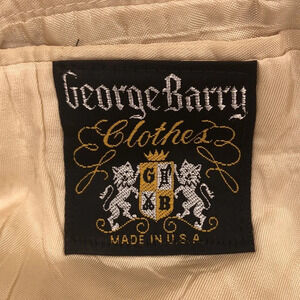 George Barry
Clothes
G
B
MADE IN U.S.A